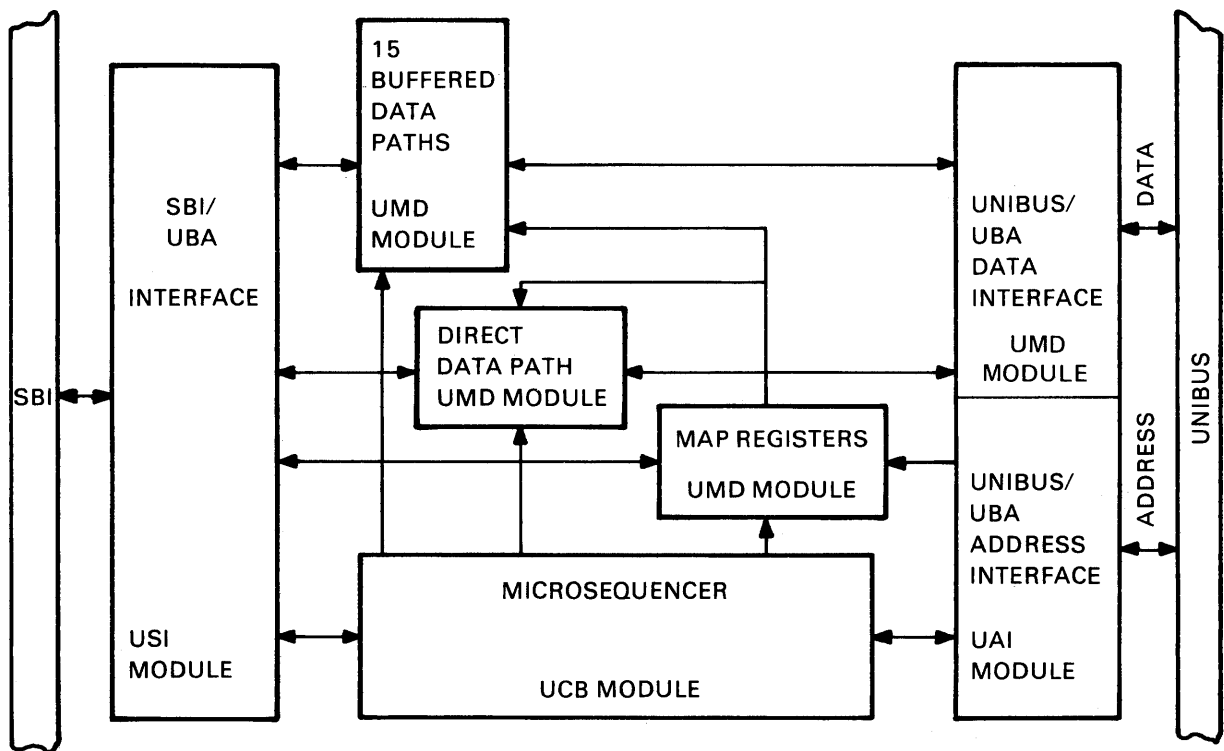 SBI
SBI/
UBA
INTERFACE
USI
MODULE
15
BUFFERED
DATA
PATHS
UMD
MODULE
DIRECT
DATA PATH
UMD MODULE
MAP REGISTERS
UMD MODULE
MICROSEQUENCER
UCB MODULE
UNIBUS/
UBA
DATA
INTERFACE
UMD
MODULE
UNIBUS/
UBA
ADDRESS
INTERFACE
UAI
MODULE
DATA
ADDRESS
UNIBUS